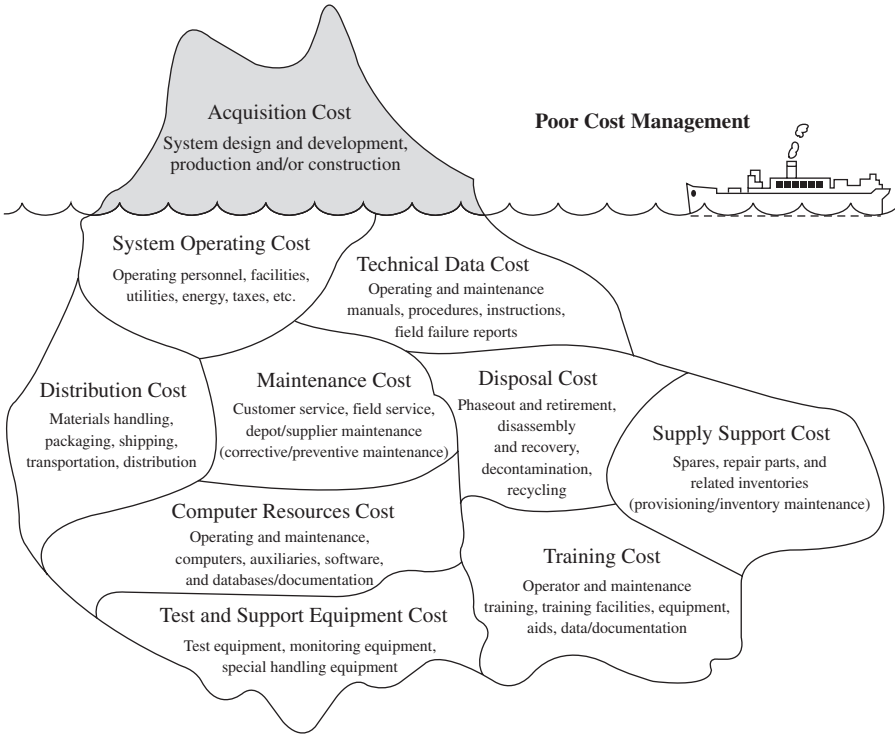 Acquisition Cost
System design and development,
production and/or construction
Poor Cost Management
System Operating Cost
Operating personnel, facilities,
utilities, energy, taxes, etc.
Technical Data Cost
Operating and maintenance
manuals, procedures, instructions,
field failure reports
Distribution Cost
Materials handling,
packaging, shipping,
transportation, distribution
Maintenance Cost
Customer service, field service,
depot/supplier maintenance
(corrective/preventive maintenance)
Disposal Cost
Phaseout and retirement,
disassembly
and recovery,
decontamination,
recycling
Supply Support Cost
Spares, repair parts, and
related inventories
(provisioning/inventory maintenance)
Computer Resources Cost
Operating and maintenance,
computers, auxiliaries, software,
and databases/documentation
Training Cost
Operator and maintenance
training, training facilities, equipment,
aids, data/documentation
Test and Support Equipment Cost
Test equipment, monitoring equipment,
special handling equipment